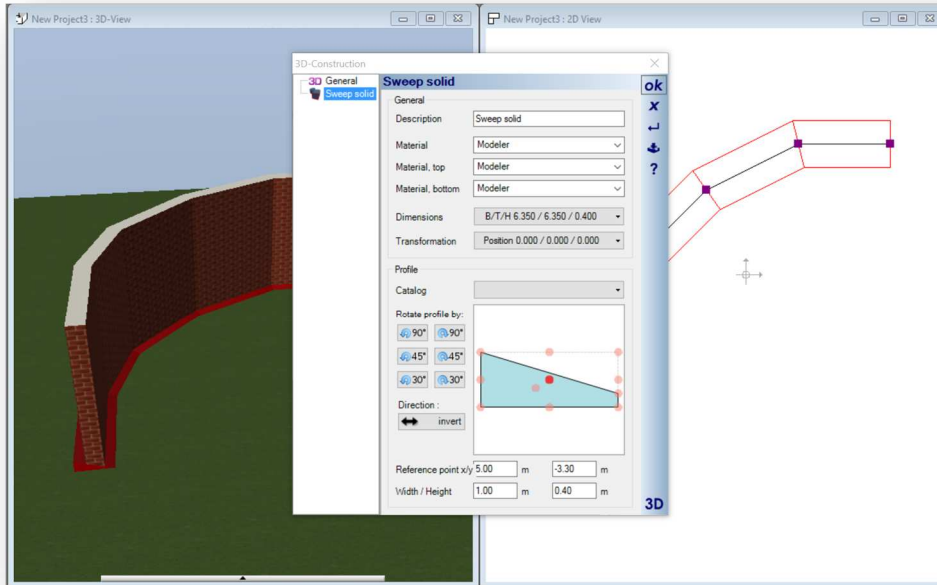 New Project3 : 3D-View
New Project3 : 2D View
3D-Construction
3D General
Sweep solid
Sweep solid
ok
x
?
General
Description Sweep solid
Material Modeler
Material, top Modeler
Material, bottom Modeler
Dimensions B/T/H 6.350 / 6.350 / 0.400
Transformation Position 0.000 / 0.000 / 0.000
Profile
Catalog
Rotate profile by:
90° 90°
45° 45°
30° 30°
Direction :
invert
Reference point x/y 5.00 m -3.30 m
Width / Height 1.00 m 0.40 m
3D